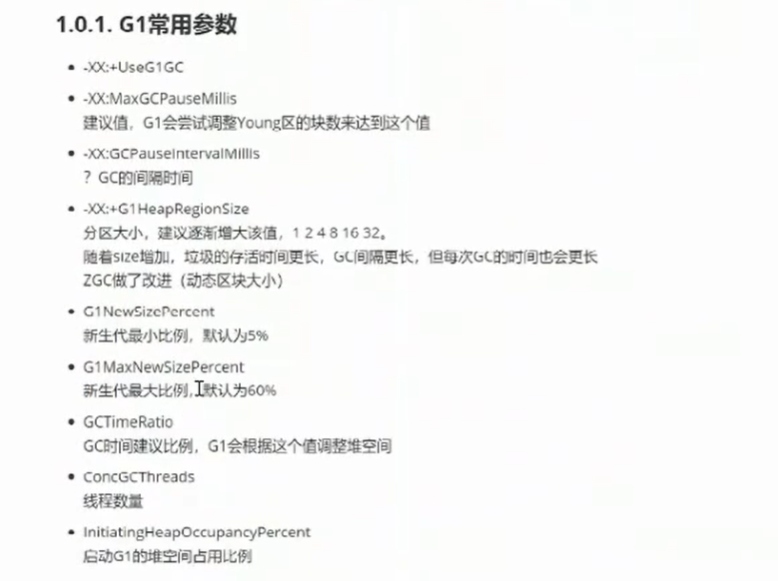 1.0.1. G1常用参数
-XX:+UseG1GC
-XX:MaxGCPauseMillis
建议值，G1会尝试调整Young区的块数来达到这个值
-XX:GCPauseIntervalMillis
？GC的间隔时间
-XX:+G1HeapRegionSize
分区大小，建议逐渐增大该值，1 2 4 8 16 32。
随着size增加，垃圾的存活时间更长，GC间隔更长，但每次GC的时间也会更长
ZGC做了改进（动态区块大小）
G1NewSizePercent
新生代最小比例，默认为5%
G1MaxNewSizePercent
新生代最大比例，默认为60%
GCTimeRatio
GC时间建议比例，G1会根据这个值调整堆空间
ConcGCThreads
线程数量
InitiatingHeapOccupancyPercent
启动G1的堆空间占用比例